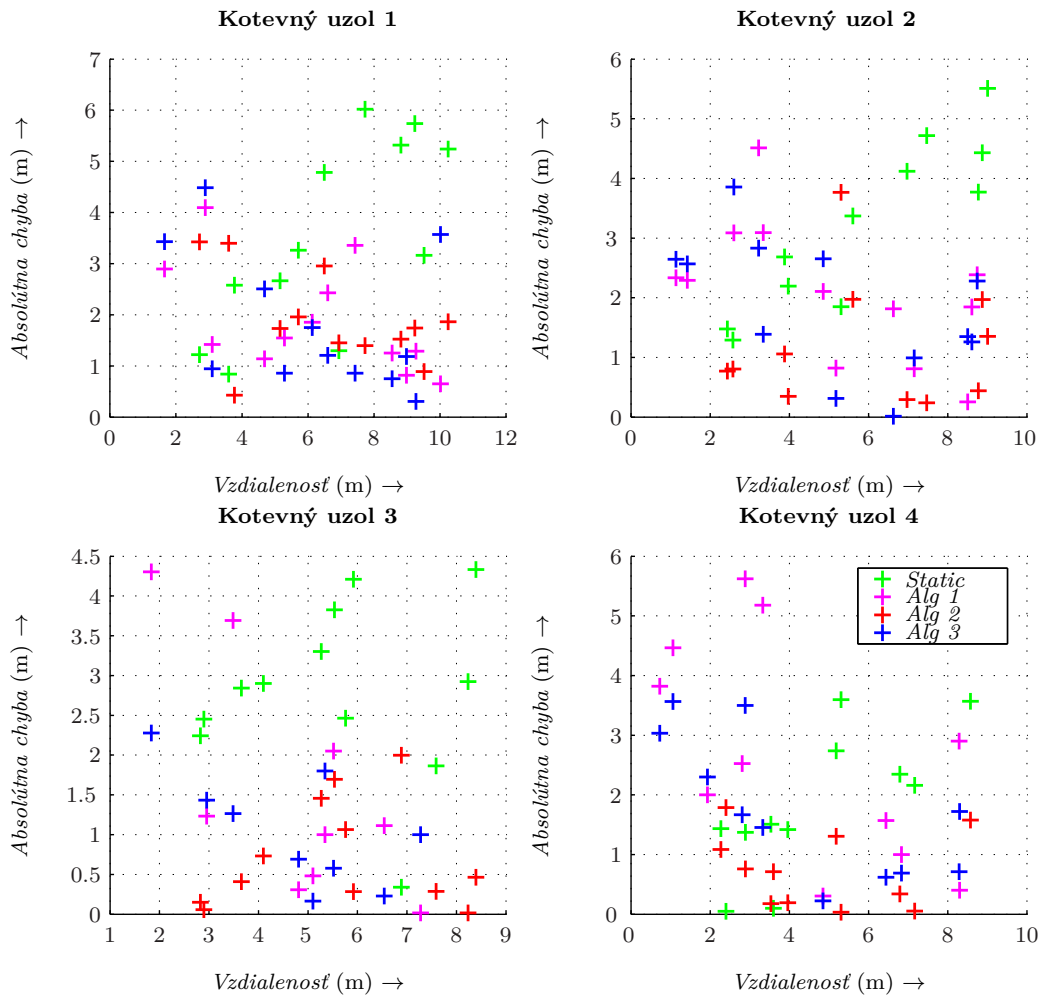 Kotevný uzol 1
Absolútna chyba (m) →
7
6
5
4
3
2
1
0
0 2 4 6 8 10 12
Vzdialenosť (m) →
Kotevný uzol 2
Absolútna chyba (m) →
6
5
4
3
2
1
0
0 2 4 6 8 10
Vzdialenosť (m) →
Kotevný uzol 3
Absolútna chyba (m) →
4.5
4
3.5
3
2.5
2
1.5
1
0.5
0
1 2 3 4 5 6 7 8 9
Vzdialenosť (m) →
Kotevný uzol 4
Absolútna chyba (m) →
6
5
4
3
2
1
0
0 2 4 6 8 10
Vzdialenosť (m) →
Static
Alg 1
Alg 2
Alg 3